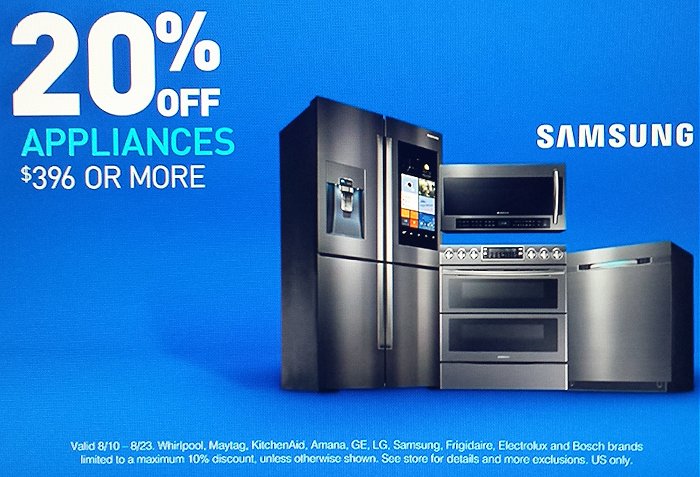 20% OFF
APPLIANCES
$396 OR MORE
SAMSUNG
Valid 8/10 – 8/23. Whirlpool, Maytag, KitchenAid, Amana, GE, LG, Samsung, Frigidaire, Electrolux and Bosch brands
limited to a maximum 10% discount, unless otherwise shown. See store for details and more exclusions. US only.